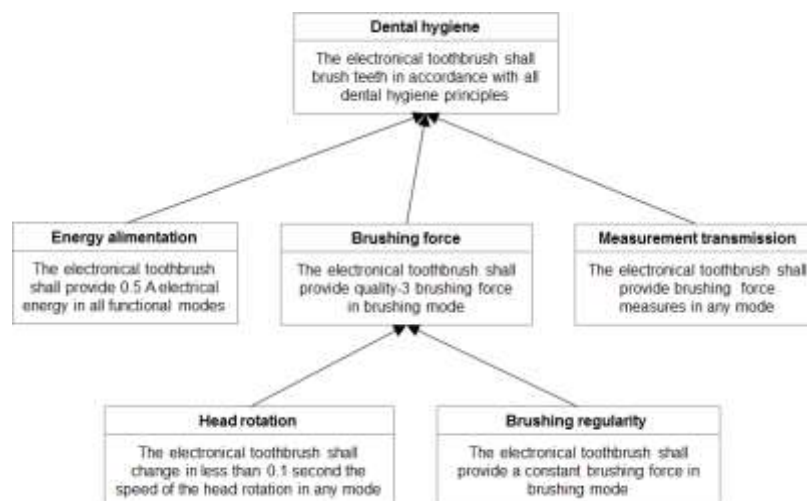 Dental hygiene
The electronical toothbrush shall
brush teeth in accordance with all
dental hygiene principles
Energy alimentation
The electronical toothbrush
shall provide 0.5 A electrical
energy in all functional modes
Brushing force
The electronical toothbrush shall
provide quality-3 brushing force
in brushing mode
Measurement transmission
The electronical toothbrush shall
provide brushing force
measures in any mode
Head rotation
The electronical toothbrush shall
change in less than 0.1 second the
speed of the head rotation in any mode
Brushing regularity
The electronical toothbrush shall
provide a constant brushing force in
brushing mode